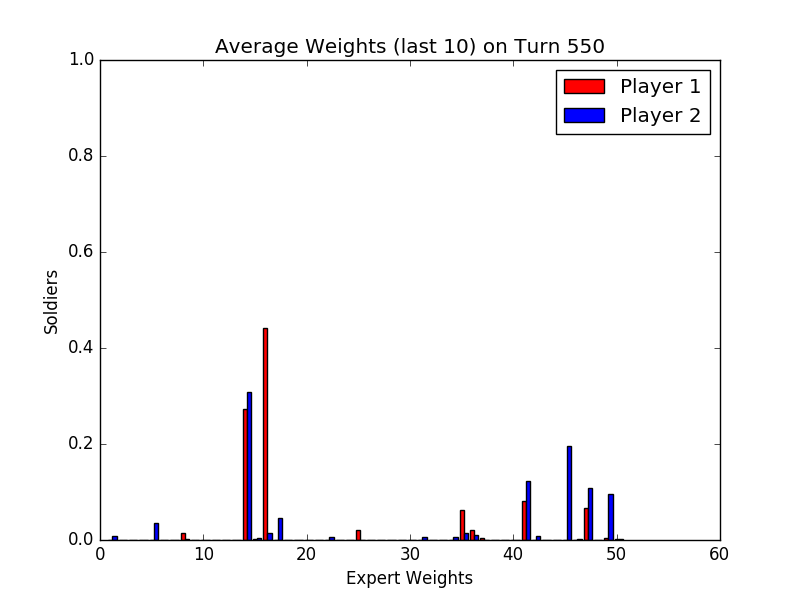 Average Weights (last 10) on Turn 550
1.0
Player 1
Player 2
0.8
0.6
Soldiers
0.4
0.2
0.0
0 10 20 30 40 50 60
Expert Weights